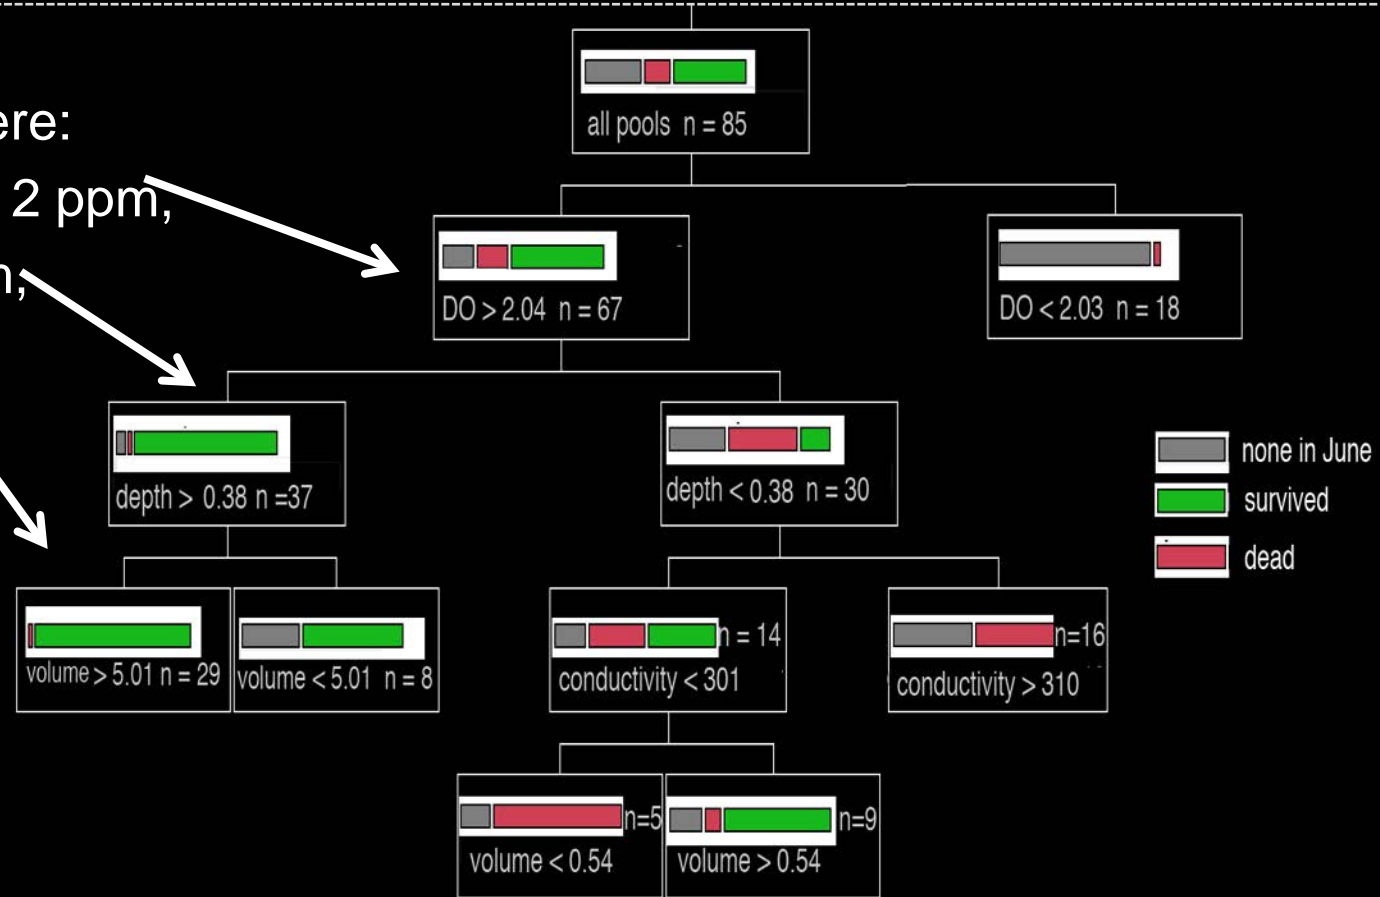 ere:
2 ppm,
n,
all pools n = 85
DO > 2.04 n = 67
DO < 2.03 n = 18
depth > 0.38 n =37
depth < 0.38 n = 30
none in June
survived
dead
volume > 5.01 n = 29
volume < 5.01 n = 8
n = 14
conductivity < 301
n=16
conductivity > 310
n=5
volume < 0.54
n=9
volume > 0.54